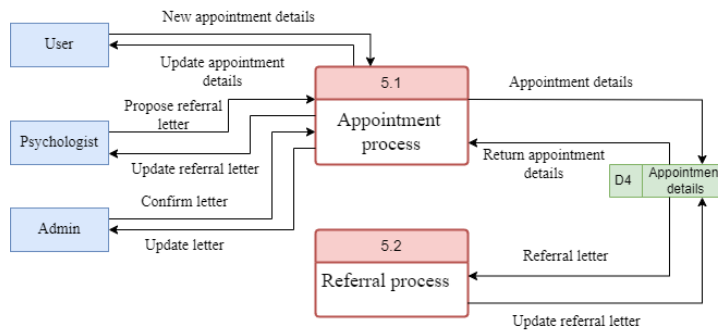 New appointment details
User
Update appointment
details
5.1
Appointment details
Propose referral
letter
Appointment
process
Psychologist
Update referral letter
Return appointment
details
D4
Appointment
details
Confirm letter
Admin
Update letter
5.2
Referral letter
Referral process
Update referral letter